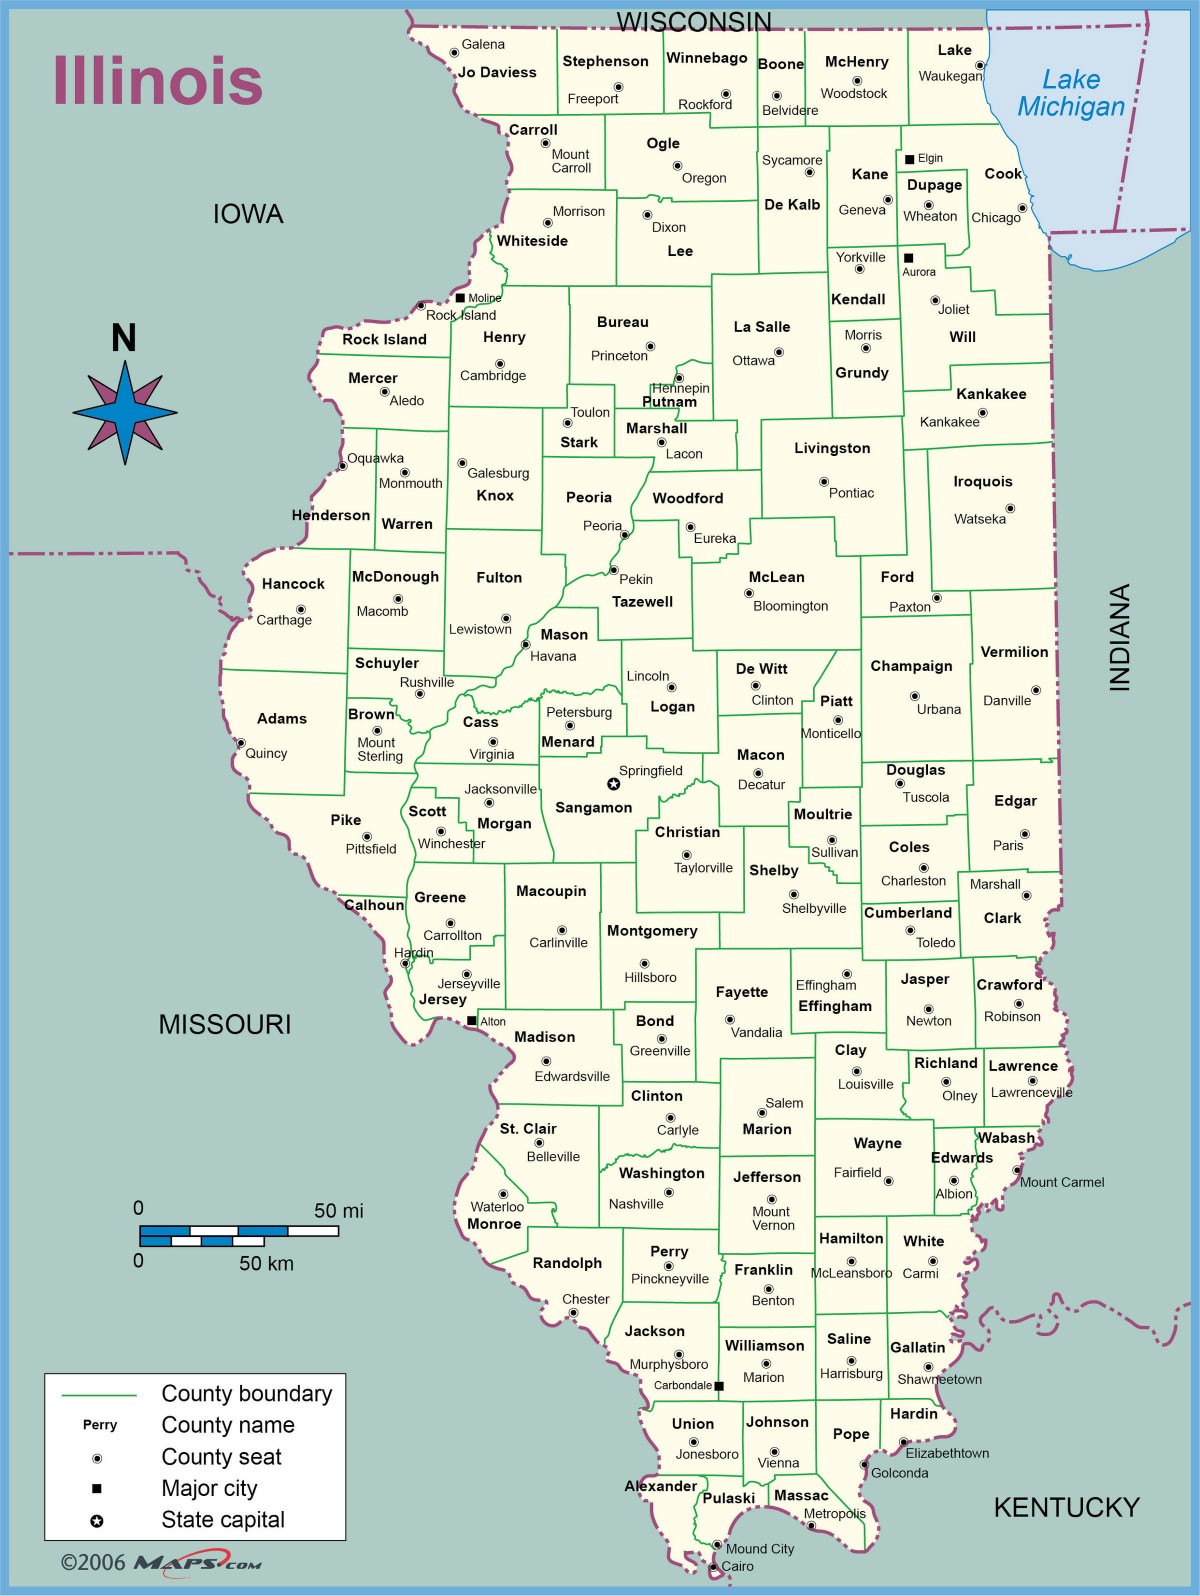 WISCONSIN
Illinois
Lake
Michigan
IOWA
N
MISSOURI
INDIANA
KENTUCKY
Galena
Jo Daviess
Stephenson
Freeport
Winnebago
Rockford
Boone
Belvidere
McHenry
Woodstock
Lake
Waukegan
Carroll
Mount
Carroll
Ogle
Oregon
Sycamore
De Kalb
Kane
Geneva
Elgin
Dupage
Wheaton
Cook
Chicago
Morrison
Whiteside
Dixon
Lee
Yorkville
Kendall
Aurora
Joliet
Will
Moline
Rock Island
Rock Island
Henry
Cambridge
Bureau
Princeton
Hennepin
Putnam
La Salle
Ottawa
Morris
Grundy
Kankakee
Kankakee
Mercer
Aledo
Toulon
Stark
Marshall
Lacon
Livingston
Pontiac
Iroquois
Watseka
Oquawka
Henderson
Monmouth
Warren
Galesburg
Knox
Peoria
Peoria
Woodford
Eureka
Hancock
Carthage
McDonough
Macomb
Fulton
Lewistown
Pekin
Tazewell
McLean
Bloomington
Ford
Paxton
Mason
Havana
Schuyler
Rushville
Lincoln
Logan
De Witt
Clinton
Piatt
Monticello
Champaign
Urbana
Vermilion
Danville
Adams
Quincy
Brown
Mount
Sterling
Cass
Virginia
Petersburg
Menard
Macon
Decatur
Springfield
Sangamon
Douglas
Tuscola
Edgar
Paris
Pike
Pittsfield
Scott
Winchester
Jacksonville
Morgan
Christian
Taylorville
Moultrie
Sullivan
Coles
Charleston
Shelby
Shelbyville
Cumberland
Toledo
Marshall
Clark
Calhoun
Hardin
Greene
Carrollton
Macoupin
Carlinville
Montgomery
Hillsboro
Jerseyville
Jersey
Alton
Fayette
Vandalia
Effingham
Effingham
Jasper
Newton
Crawford
Robinson
Madison
Edwardsville
Bond
Greenville
Clay
Louisville
Richland
Olney
Lawrence
Lawrenceville
Clinton
Carlyle
Salem
Marion
St. Clair
Belleville
Wayne
Fairfield
Edwards
Albion
Wabash
Mount Carmel
Washington
Nashville
Jefferson
Mount
Vernon
Waterloo
Monroe
Randolph
Chester
Perry
Pinckneyville
Franklin
Benton
Hamilton
McLeansboro
White
Carmi
Jackson
Murphysboro
Carbondale
Williamson
Marion
Saline
Harrisburg
Gallatin
Shawneetown
Union
Jonesboro
Johnson
Vienna
Pope
Golconda
Hardin
Elizabethtown
Alexander
Pulaski
Massac
Metropolis
Mound City
Cairo
0
50 mi
0
50 km
County boundary
Perry
County name
County seat
Major city
State capital
©2006 MAPS.COM